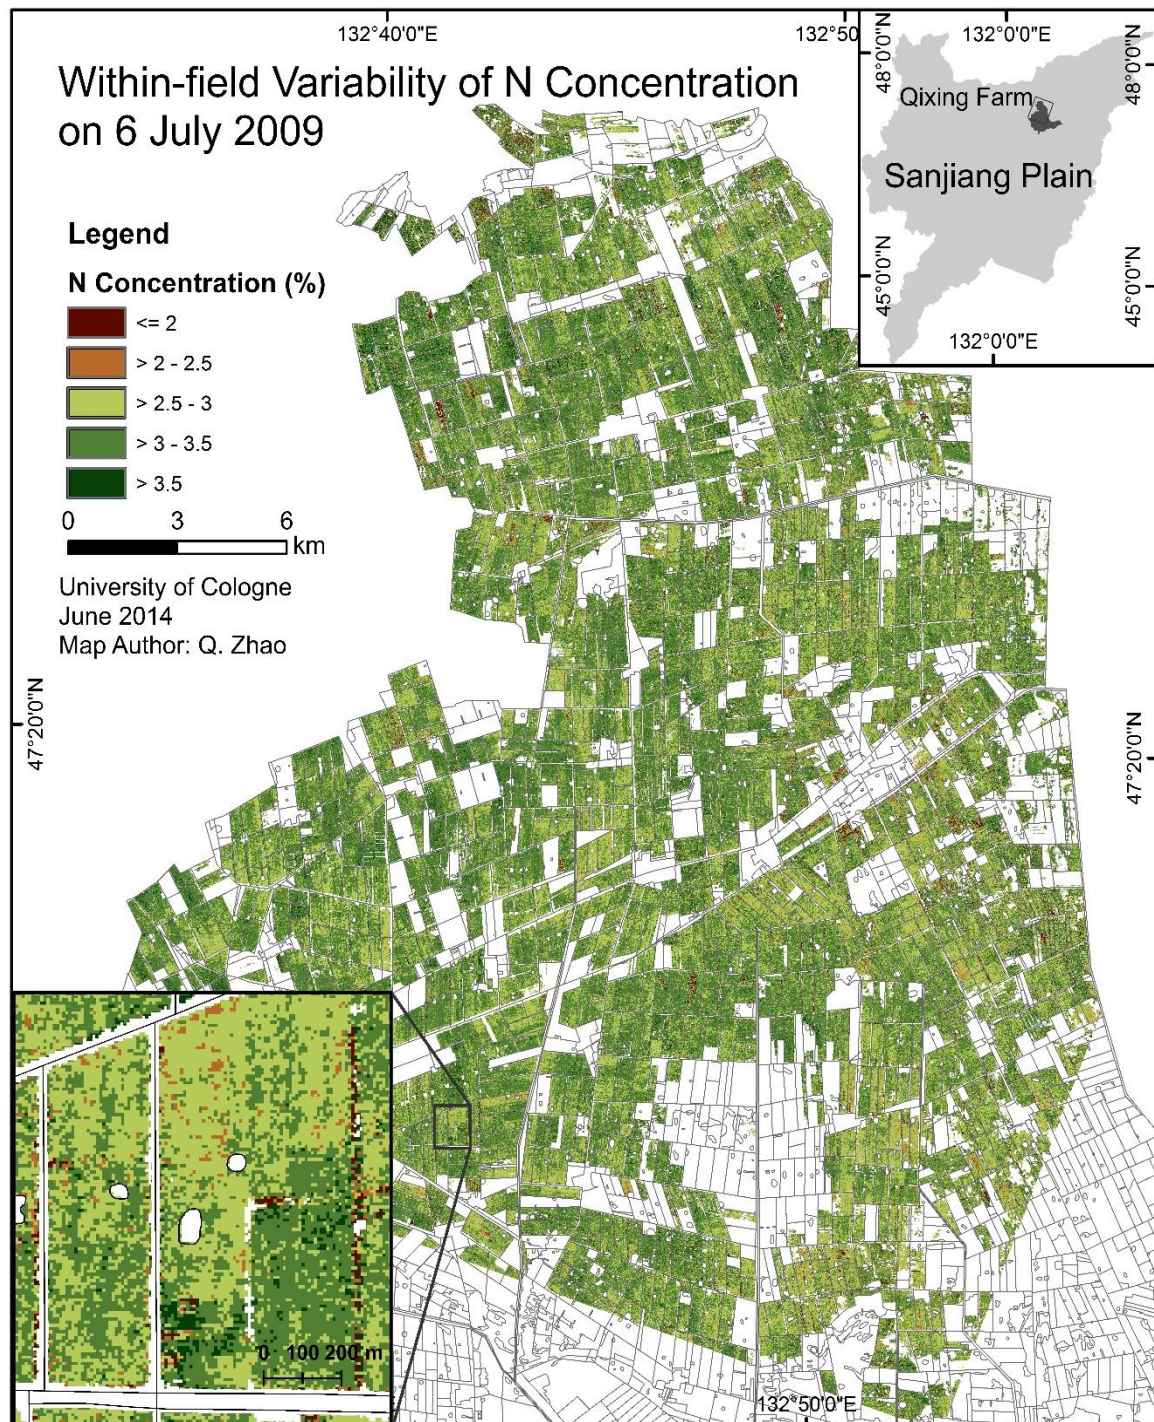 132°40'0"E
132°50
Within-field Variability of N Concentration
on 6 July 2009
Legend
N Concentration (%)
<= 2
> 2 - 2.5
> 2.5 - 3
> 3 - 3.5
> 3.5
0 3 6
km
University of Cologne
June 2014
Map Author: Q. Zhao
48°0'0"N
132°0'0"E
48°0'0"N
Qixing Farm
Sanjiang Plain
45°0'0"N
45°0'0"N
132°0'0"E
47°20'0"N
47°20'0"N
0 100 200 m
132°50'0"E